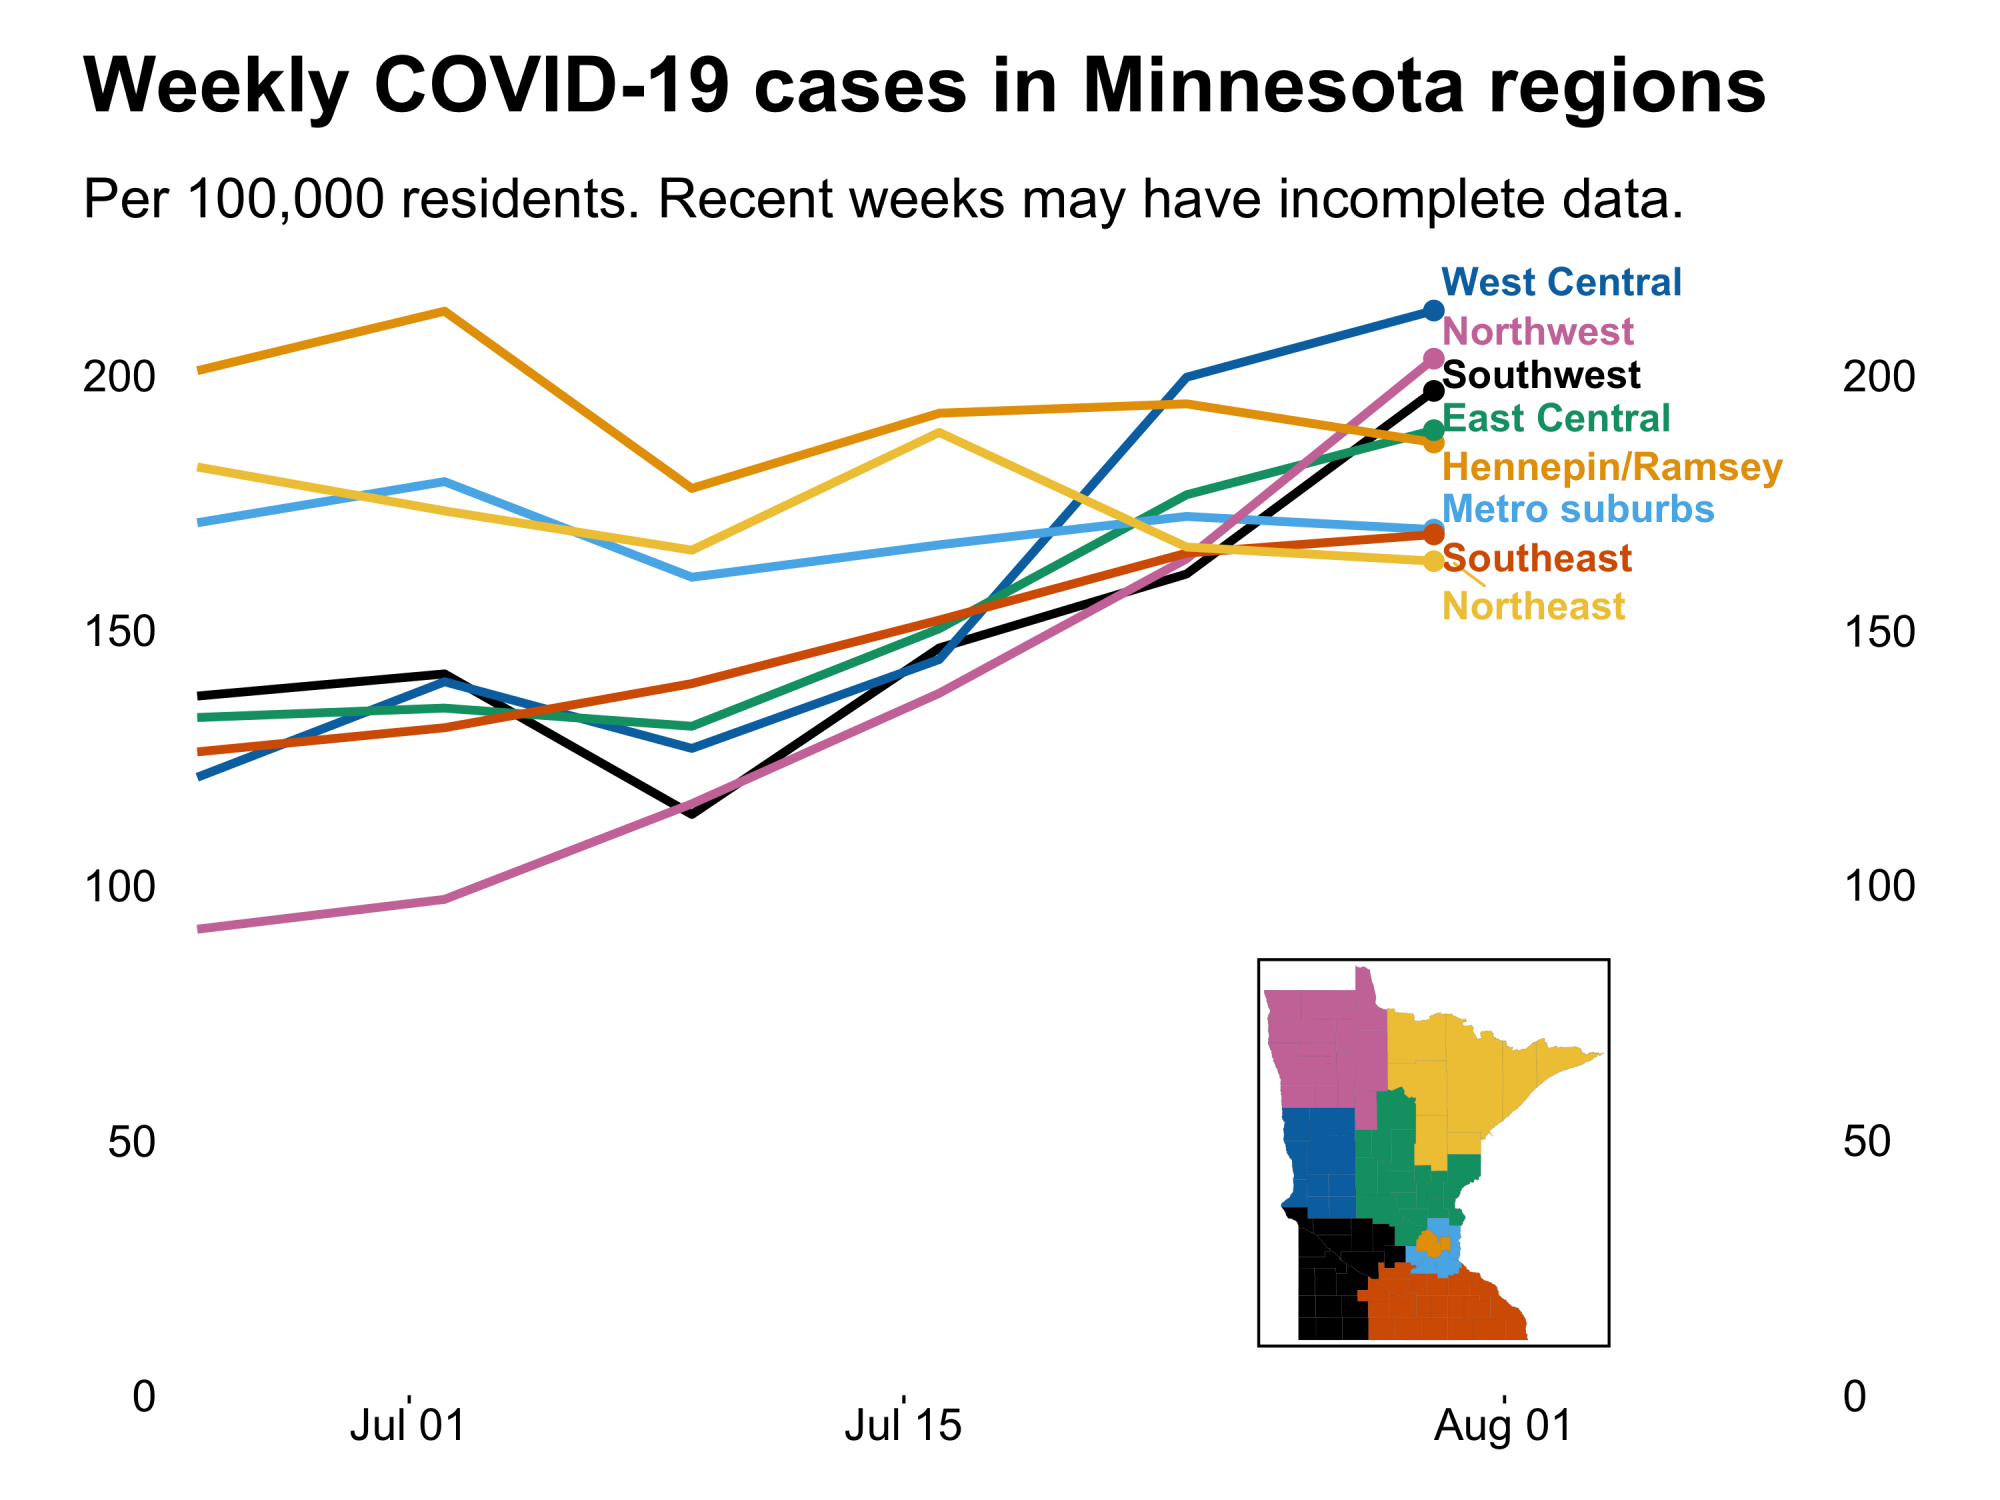 Weekly COVID-19 cases in Minnesota regions
Per 100,000 residents. Recent weeks may have incomplete data.
West Central
Northwest
200
Southwest
200
East Central
Hennepin/Ramsey
Metro suburbs
Southeast
Northeast
150
150
100
100
50
50
0
0
Jul 01
Jul 15
Aug 01